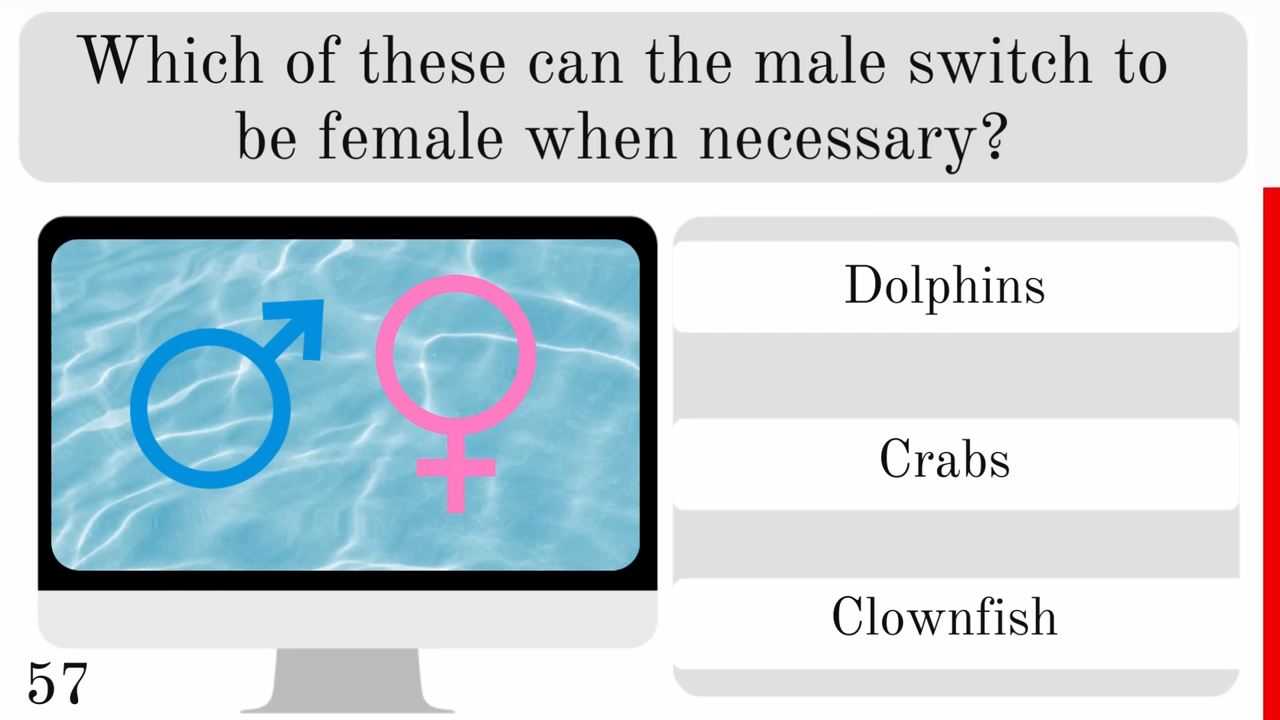 Which of these can the male switch to
be female when necessary?
Dolphins
Crabs
Clownfish
57